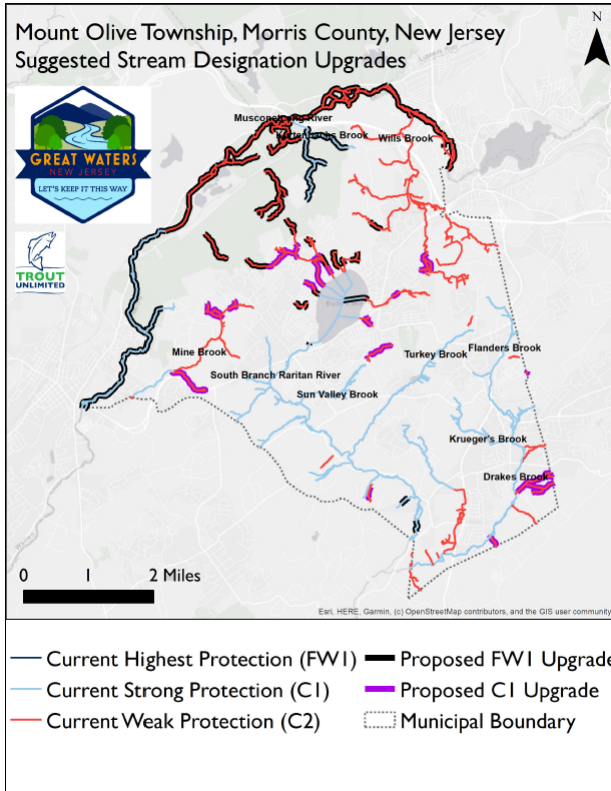 Mount Olive Township, Morris County, New Jersey
Suggested Stream Designation Upgrades
N
GREAT WATERS
NEW JERSEY
LET'S KEEP IT THIS WAY
TROUT
UNLIMITED
River
Brook
Wills Brook
Mine Brook
South Branch Raritan River
Sun Valley Brook
Turkey Brook
Flanders Brook
Krueger's Brook
Drakes Brook
0 1 2 Miles
Esri, HERE, Garmin, (c) OpenStreetMap contributors, and the GIS user community
Current Highest Protection (FW1)
Current Strong Protection (C1)
Current Weak Protection (C2)
Proposed FW1 Upgrade
Proposed C1 Upgrade
Municipal Boundary